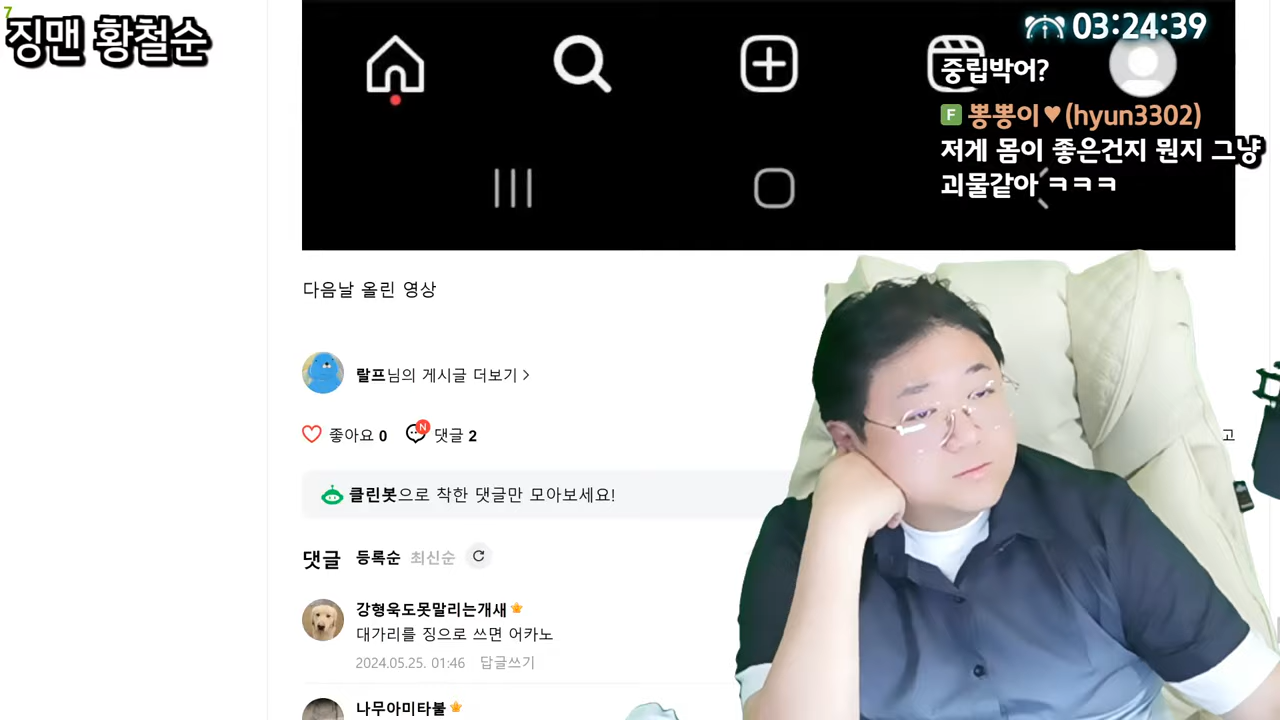 7
징맨 황철순
03:24:39
중립박어?
F 뽕뽕이♥(hyun3302)
저게 몸이 좋은건지 뭔지 그냥
괴물같아 ㅋㅋㅋ
다음날 올린 영상
랄프님의 게시글 더보기 >
좋아요 0 N 댓글 2
고
클린봇으로 착한 댓글만 모아보세요!
댓글 등록순 최신순
강형욱도못말리는개새
대가리를 징으로 쓰면 어카노
2024.05.25. 01:46 답글쓰기
나무아미타불